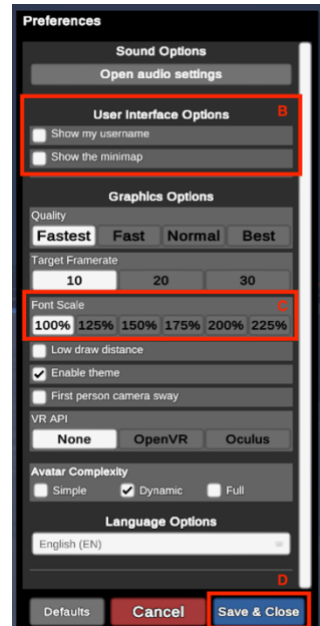 Preferences
Sound Options
Open audio settings
User Interface Options B
Show my username
Show the minimap
Graphics Options
Quality
Fastest Fast Normal Best
Target Framerate
10 20 30
Font Scale C
100% 125% 150% 175% 200% 225%
Low draw distance
Enable theme
First person camera sway
VR API
None OpenVR Oculus
Avatar Complexity
Simple Dynamic Full
Language Options
English (EN)
D
Defaults Cancel Save & Close